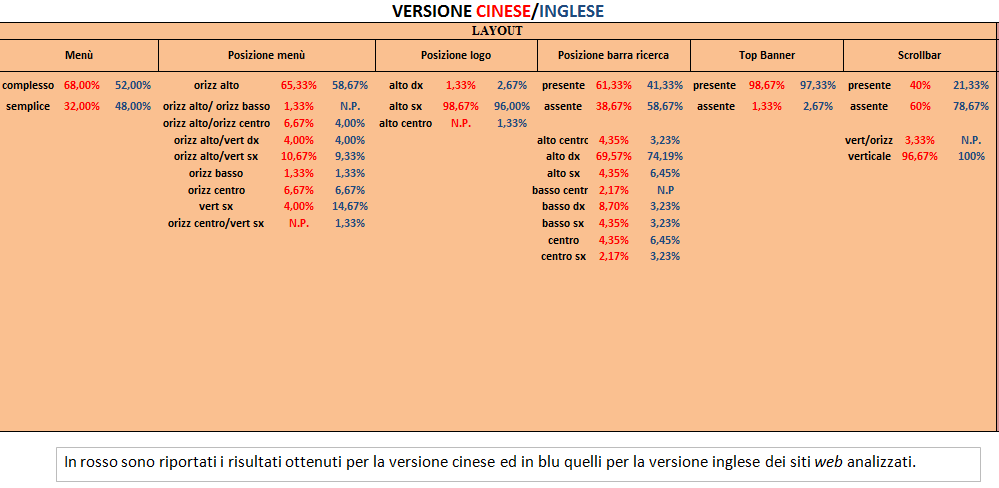 VERSIONE CINESE/INGLESE
LAYOUT
Menù Posizione menù Posizione logo Posizione barra ricerca Top Banner Scrollbar
complesso 68,00% 52,00% orizz alto 65,33% 58,67% alto dx 1,33% 2,67% presente 61,33% 41,33% presente 98,67% 97,33% presente 40% 21,33%
semplice 32,00% 48,00% orizz alto/ orizz basso 1,33% N.P. alto sx 98,67% 96,00% assente 38,67% 58,67% assente 1,33% 2,67% assente 60% 78,67%
orizz alto/orizz centro 6,67% 4,00% alto centro N.P. 1,33%
orizz alto/vert dx 4,00% 4,00% alto centrc 4,35% 3,23% vert/orizz 3,33% N.P.
orizz alto/vert sx 10,67% 9,33% alto dx 69,57% 74,19% verticale 96,67% 100%
orizz basso 1,33% 1,33% alto sx 4,35% 6,45%
orizz centro 6,67% 6,67% basso centr 2,17% N.P
vert sx 4,00% 14,67% basso dx 8,70% 3,23%
orizz centro/vert sx N.P. 1,33% basso sx 4,35% 3,23%
centro 4,35% 6,45%
centro sx 2,17% 3,23%
In rosso sono riportati i risultati ottenuti per la versione cinese ed in blu quelli per la versione inglese dei siti web analizzati.